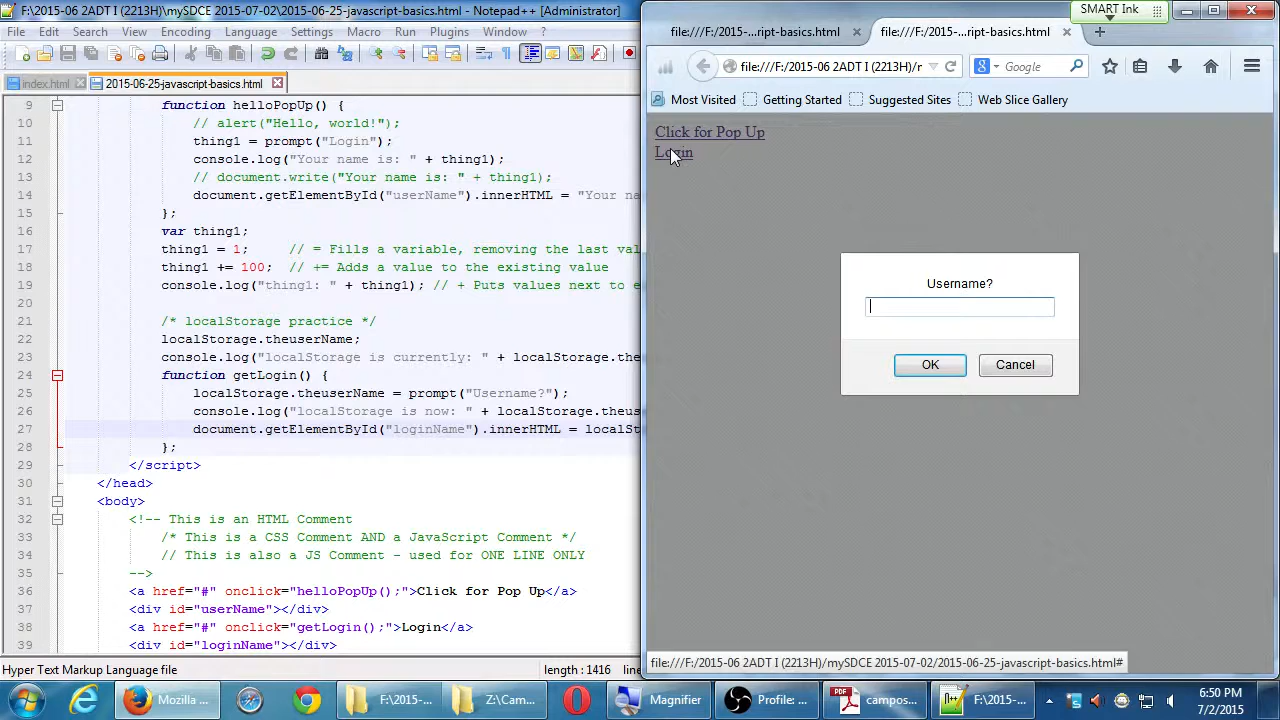 F:\2015-06 2ADT I (2213H)\mySDCE 2015-07-02\2015-06-25-javascript-basics.html - Notepad++ [Administrator]
File Edit Search View Encoding Language Settings Macro Run Plugins Window ?
index.html 2015-06-25-javascript-basics.html
9 function helloPopUp() {
10 // alert("Hello, world!");
11 thing1 = prompt("Login");
12 console.log("Your name is: " + thing1);
13 // document.write("Your name is: " + thing1);
14 document.getElementById("userName").innerHTML = "Your na
15 };
16 var thing1;
17 thing1 = 1; // = Fills a variable, removing the last val
18 thing1 += 100; // += Adds a value to the existing value
19 console.log("thing1: " + thing1); // + Puts values next to e
20
21 /* localStorage practice */
22 localStorage.theuserName;
23 console.log("localStorage is currently: " + localStorage.the
24 function getLogin() {
25 localStorage.theuserName = prompt("Username?");
26 console.log("localStorage is now: " + localStorage.theus
27 document.getElementById("loginName").innerHTML = localSt
28 };
29 </script>
30 </head>
31 <body>
32 <!-- This is an HTML Comment
33 /* This is a CSS Comment AND a JavaScript Comment */
34 // This is also a JS Comment - used for ONE LINE ONLY
35 -->
36 <a href="#" onclick="helloPopUp();">Click for Pop Up</a>
37 <div id="userName"></div>
38 <a href="#" onclick="getLogin();">Login</a>
39 <div id="loginName"></div>
Hyper Text Markup Language file length : 1416 line
SMART Ink
file:///F:/2015-...ript-basics.html file:///F:/2015-...ript-basics.html
file:///F:/2015-06 2ADT I (2213H)/m Google
Most Visited Getting Started Suggested Sites Web Slice Gallery
Click for Pop Up
Login
Username?
OK Cancel
file:///F:/2015-06 2ADT I (2213H)/mySDCE 2015-07-02/2015-06-25-javascript-basics.html#
Mozilla ... F:\2015-... Z:\Cam... Magnifier Profile: ... PDF campos... F:\2015-... 6:50 PM
7/2/2015